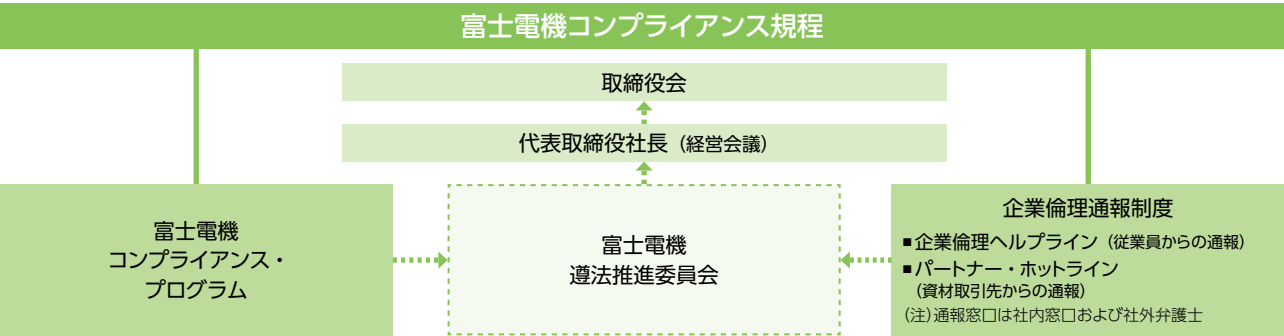 富士電機コンプライアンス規程
取締役会
代表取締役社長（経営会議）
富士電機
コンプライアンス・
プログラム
富士電機
遵法推進委員会
企業倫理通報制度
■企業倫理ヘルプライン（従業員からの通報）
■パートナー・ホットライン
（資材取引先からの通報）
（注）通報窓口は社内窓口および社外弁護士